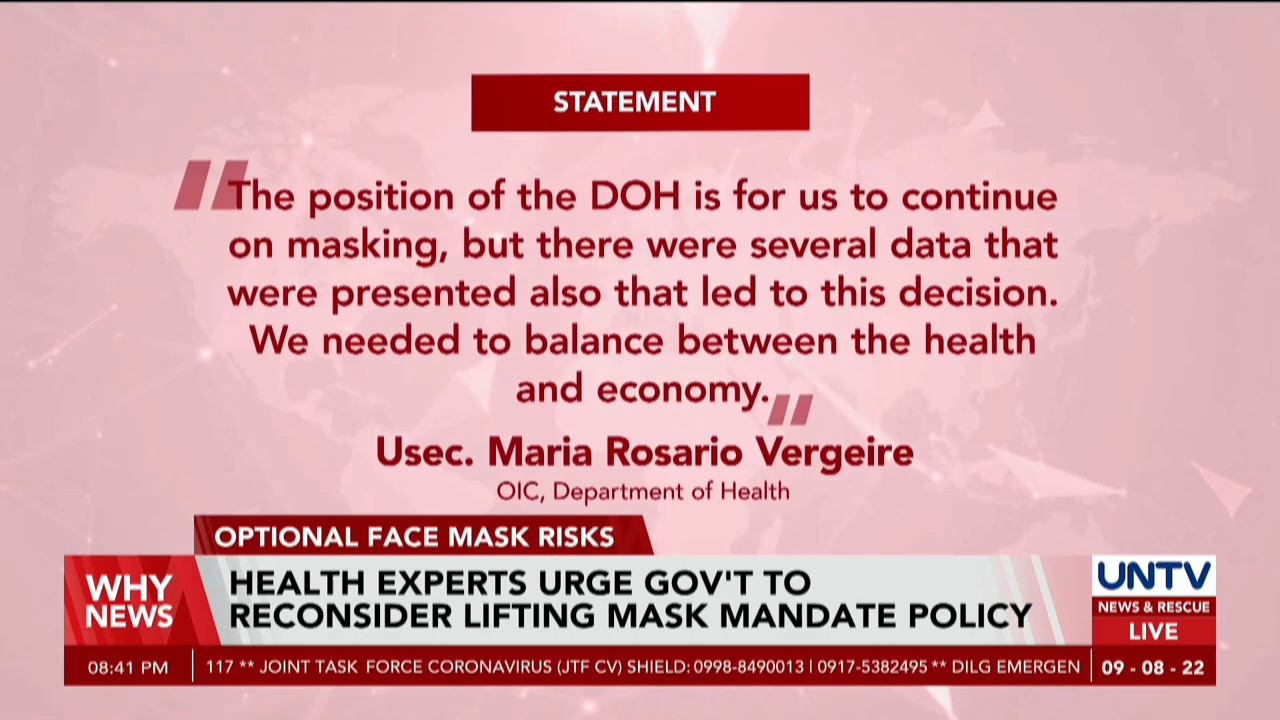 STATEMENT
"The position of the DOH is for us to continue
on masking, but there were several data that
were presented also that led to this decision.
We needed to balance between the health
and economy."
Usec. Maria Rosario Vergeire
OIC, Department of Health
OPTIONAL FACE MASK RISKS
WHY
NEWS
HEALTH EXPERTS URGE GOV'T TO
RECONSIDER LIFTING MASK MANDATE POLICY
UNTV
NEWS & RESCUE
LIVE
08:41 PM
117 ** JOINT TASK FORCE CORONAVIRUS (JTF CV) SHIELD: 0998-8490013 | 0917-5382495 ** DILG EMERGEN
09 - 08 - 22